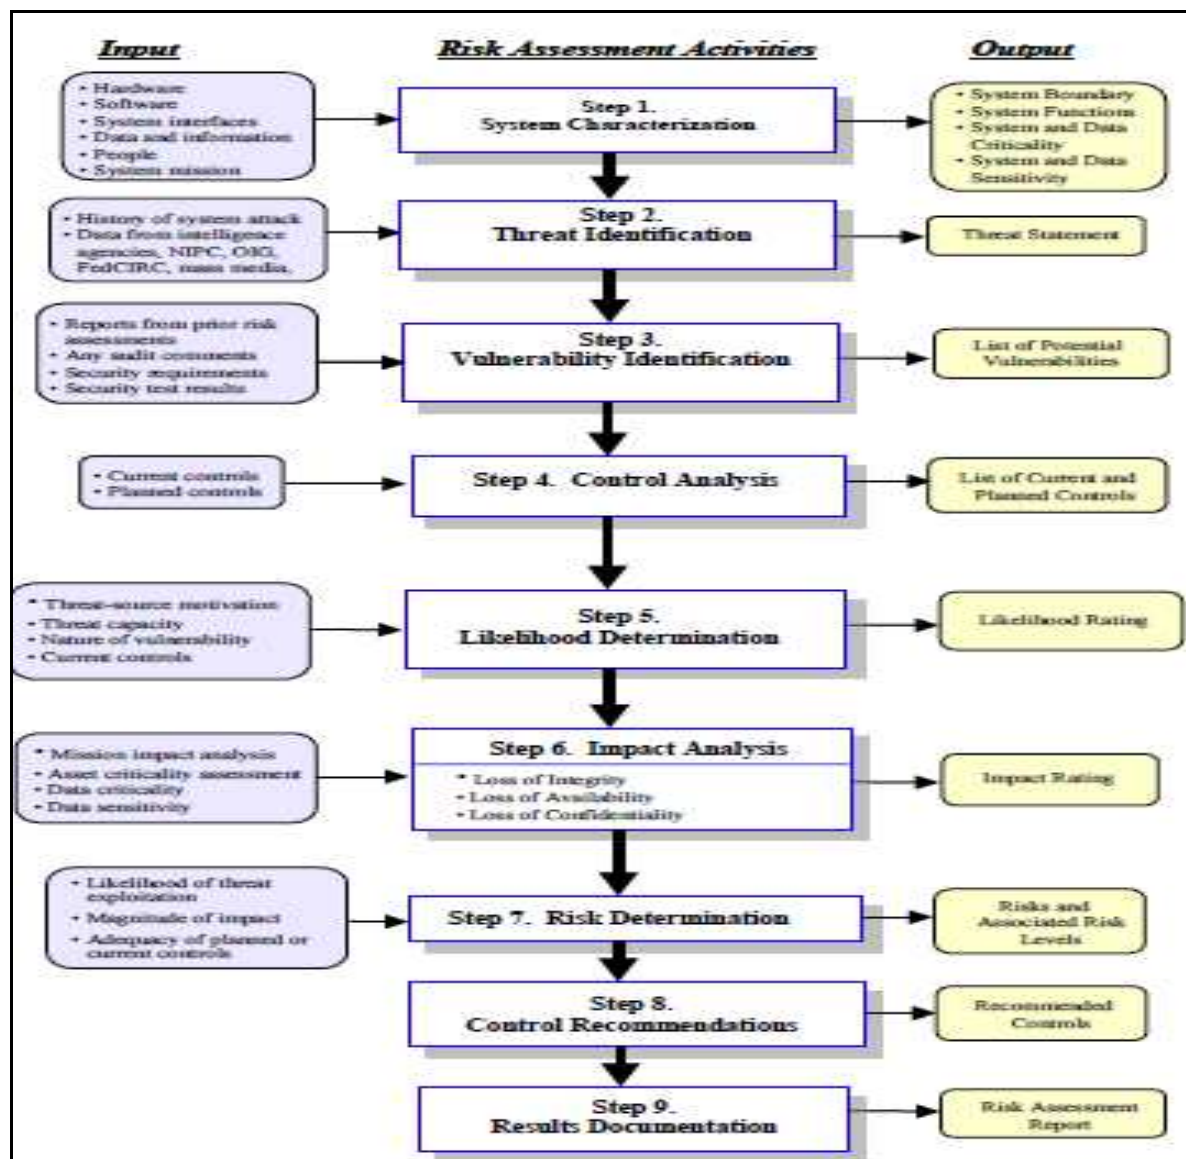 Input
Risk Assessment Activities
Output
• Hardware
• Software
• System interfaces
• Data and information
• People
• System mission
Step 1.
System Characterization
• System Boundary
• System Functions
• System and Data
Criticality
• System and Data
Sensitivity
• History of system attack
• Data from intelligence
agencies, NIPC, OIG,
FedCIRC, mass media,
Step 2.
Threat Identification
Threat Statement
• Reports from prior risk
assessments
• Any audit comments
• Security requirements
• Security test results
Step 3.
Vulnerability Identification
List of Potential
Vulnerabilities
• Current controls
• Planned controls
Step 4. Control Analysis
List of Current and
Planned Controls
• Threat-source motivation
• Threat capacity
• Nature of vulnerability
• Current controls
Step 5.
Likelihood Determination
Likelihood Rating
• Mission impact analysis
• Asset criticality assessment
• Data criticality
• Data sensitivity
Step 6. Impact Analysis
• Loss of Integrity
• Loss of Availability
• Loss of Confidentiality
Impact Rating
• Likelihood of threat
exploitation
• Magnitude of impact
• Adequacy of planned or
current controls
Step 7. Risk Determination
Risks and
Associated Risk
Levels
Step 8.
Control Recommendations
Recommended
Controls
Step 9.
Results Documentation
Risk Assessment
Report